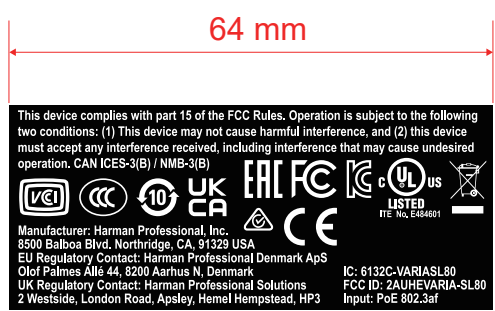 64 mm
This device complies with part 15 of the FCC Rules. Operation is subject to the following
two conditions: (1) This device may not cause harmful interference, and (2) this device
must accept any interference received, including interference that may cause undesired
operation. CAN ICES-3(B) / NMB-3(B)
VCI CCC 10 UK CA EAC FC KC c UL us
LISTED
ITE No. E484601
CE
Manufacturer: Harman Professional, Inc.
8500 Balboa Blvd. Northridge, CA, 91329 USA
EU Regulatory Contact: Harman Professional Denmark ApS
Olof Palmes Allé 44, 8200 Aarhus N, Denmark
UK Regulatory Contact: Harman Professional Solutions
2 Westside, London Road, Apsley, Hemel Hempstead, HP3
IC: 6132C-VARIASL80
FCC ID: 2AUHEVARIA-SL80
Input: PoE 802.3af